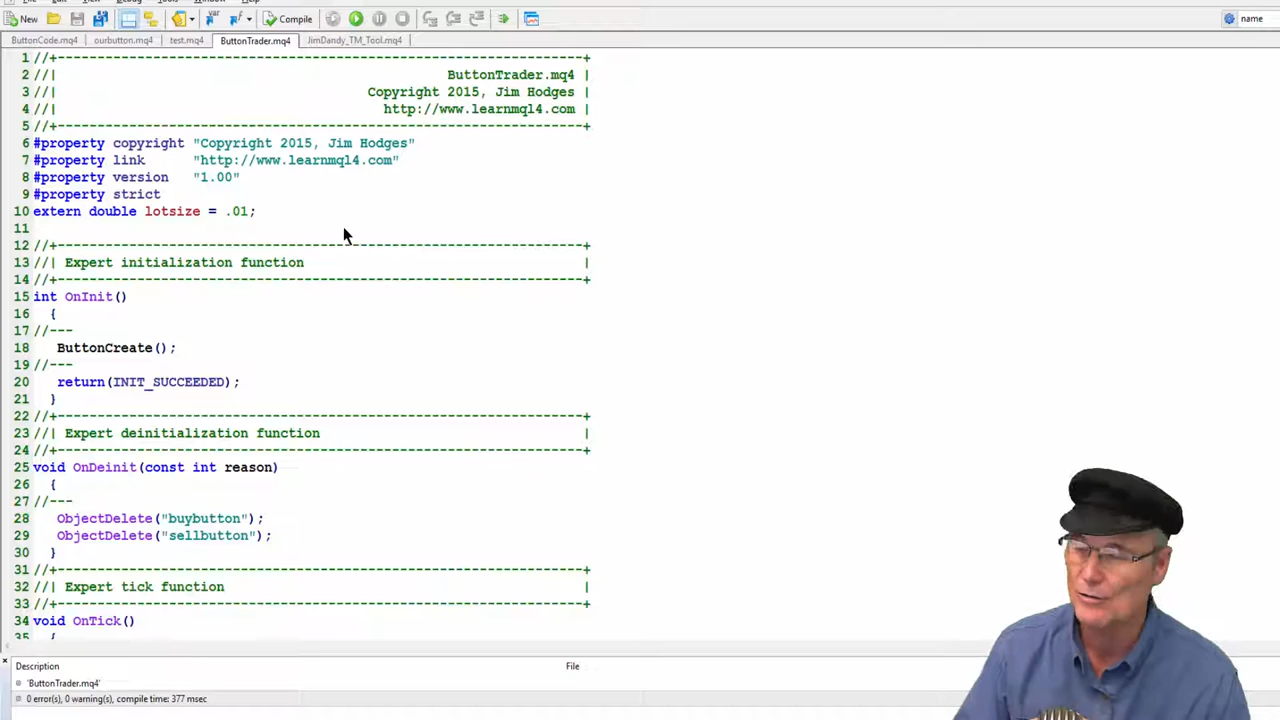 New
Compile
name
ButtonCode.mq4
ourbutton.mq4
test.mq4
ButtonTrader.mq4
JimDandy_TM_Tool.mq4
1 //+------------------------------------------------------------------+
2 //| ButtonTrader.mq4 |
3 //| Copyright 2015, Jim Hodges |
4 //| http://www.learnmql4.com |
5 //+------------------------------------------------------------------+
6 #property copyright "Copyright 2015, Jim Hodges"
7 #property link "http://www.learnmql4.com"
8 #property version "1.00"
9 #property strict
10 extern double lotsize = .01;
11
12 //+------------------------------------------------------------------+
13 //| Expert initialization function |
14 //+------------------------------------------------------------------+
15 int OnInit()
16 {
17 //---
18 ButtonCreate();
19 //---
20 return(INIT_SUCCEEDED);
21 }
22 //+------------------------------------------------------------------+
23 //| Expert deinitialization function |
24 //+------------------------------------------------------------------+
25 void OnDeinit(const int reason)
26 {
27 //---
28 ObjectDelete("buybutton");
29 ObjectDelete("sellbutton");
30 }
31 //+------------------------------------------------------------------+
32 //| Expert tick function |
33 //+------------------------------------------------------------------+
34 void OnTick()
35 {
Description File
'ButtonTrader.mq4'
0 error(s), 0 warning(s), compile time: 377 msec